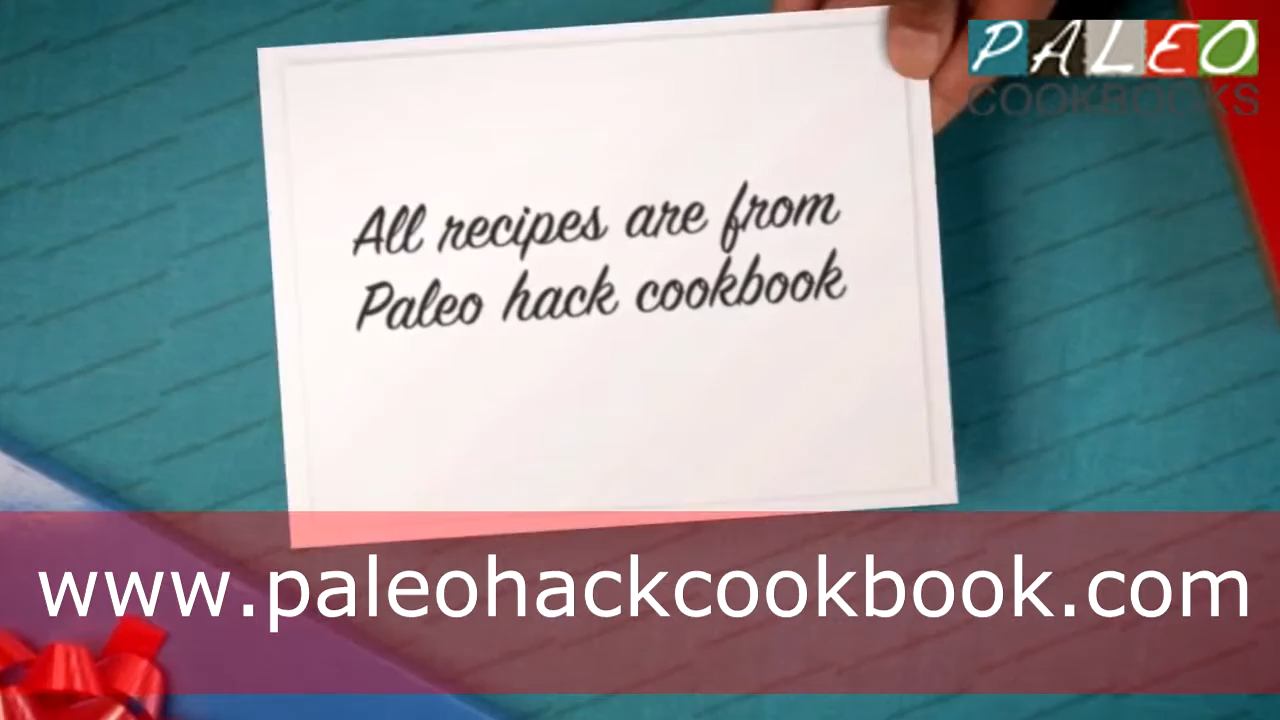 PALEO
COOKBOOKS
All recipes are from
Paleo hack cookbook
www.paleohackcookbook.com